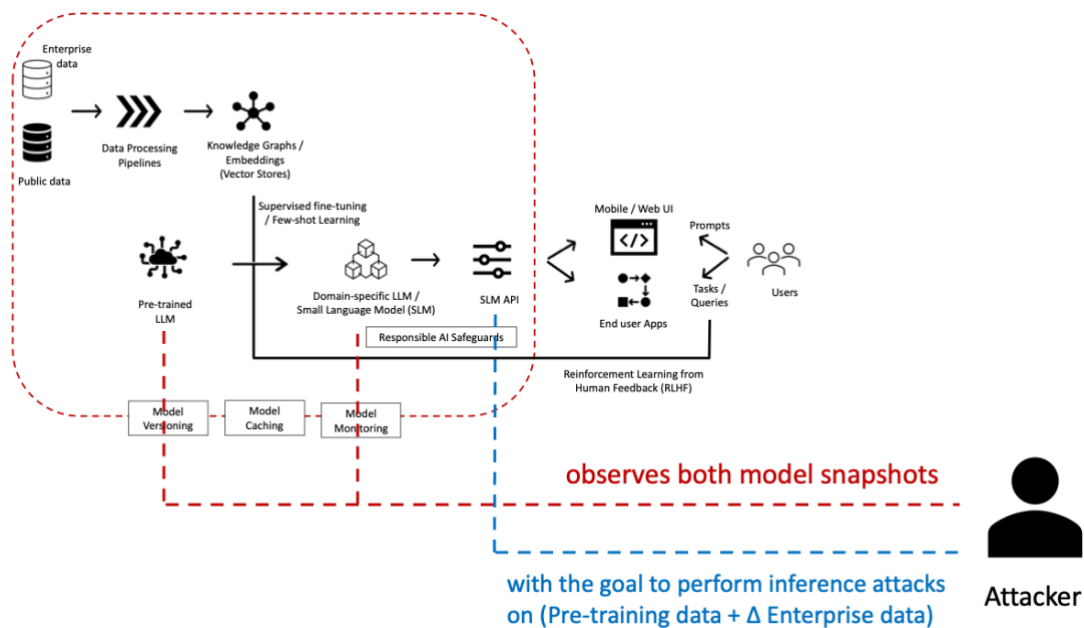 Enterprise
data
Public data
Data Processing
Pipelines
Knowledge Graphs /
Embeddings
(Vector Stores)
Supervised fine-tuning
/ Few-shot Learning
Pre-trained
LLM
Domain-specific LLM /
Small Language Model (SLM)
SLM API
Responsible AI Safeguards
Mobile / Web UI
</>
End user Apps
Prompts
Tasks /
Queries
Users
Reinforcement Learning from
Human Feedback (RLHF)
Model
Versioning
Model
Caching
Model
Monitoring
observes both model snapshots
with the goal to perform inference attacks
on (Pre-training data + Δ Enterprise data)
Attacker